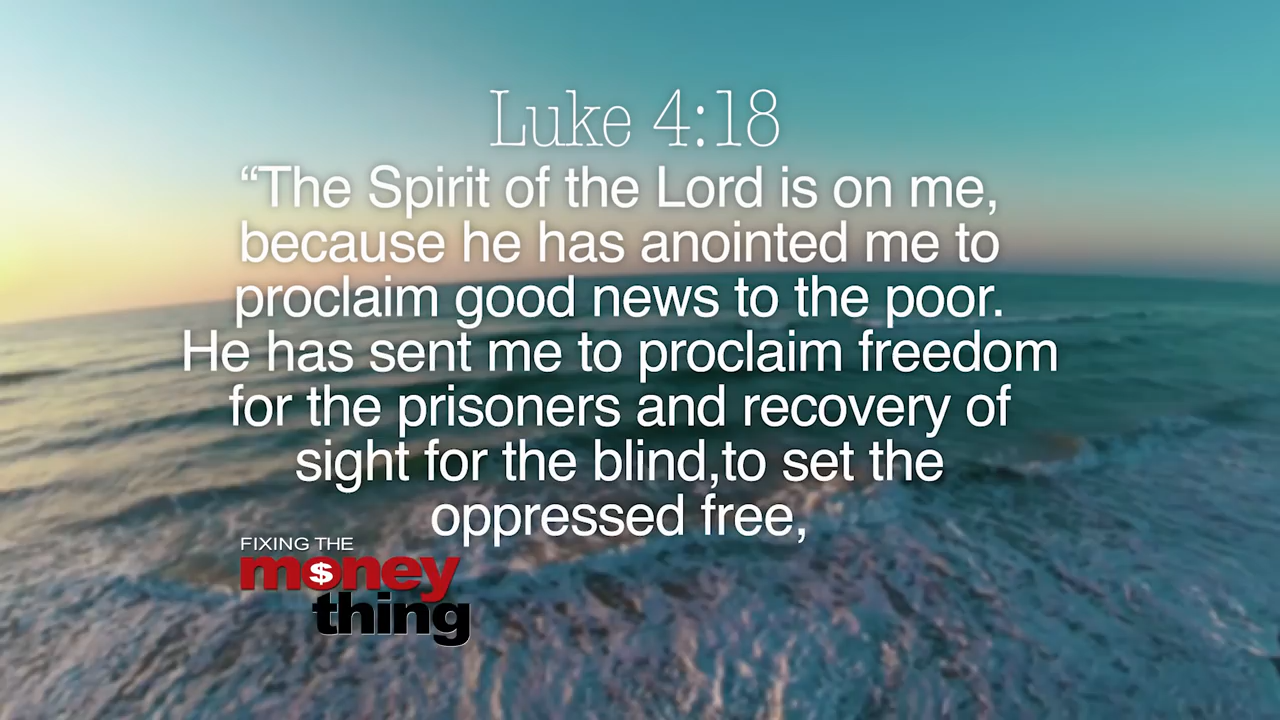 Luke 4:18
“The Spirit of the Lord is on me,
because he has anointed me to
proclaim good news to the poor.
He has sent me to proclaim freedom
for the prisoners and recovery of
sight for the blind,to set the
oppressed free,
FIXING THE
money
thing